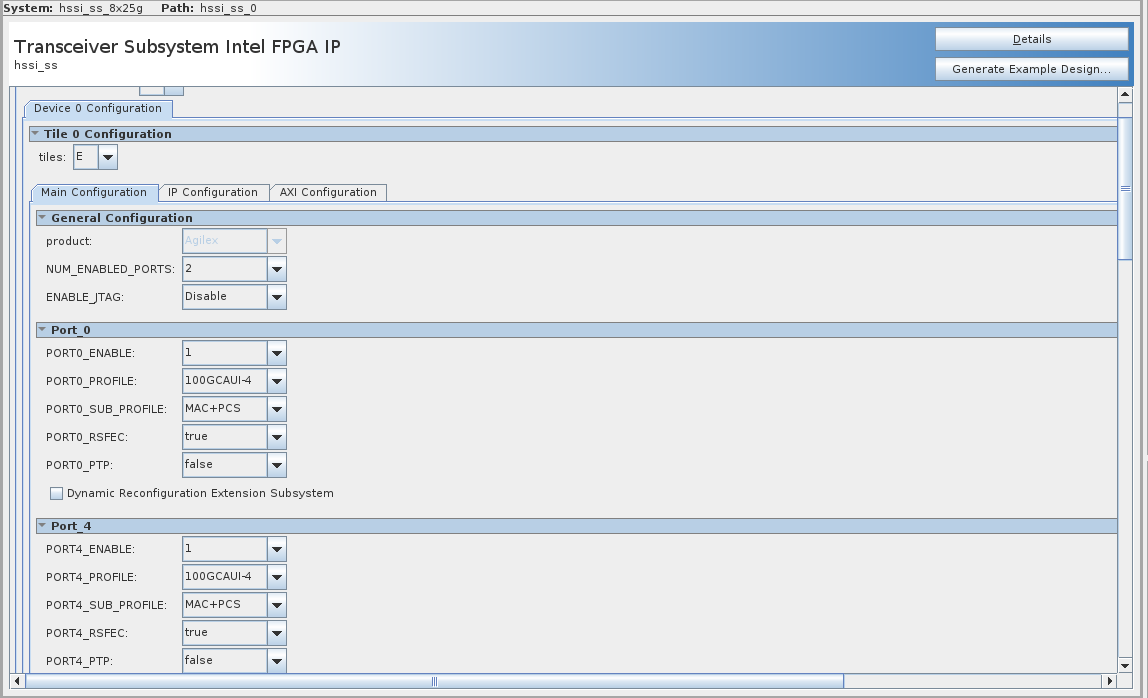 System: hssi_ss_8x25g Path: hssi_ss_0
Transceiver Subsystem Intel FPGA IP
hssi_ss
Details
Generate Example Design...
Device 0 Configuration
Tile 0 Configuration
tiles: E
Main Configuration IP Configuration AXI Configuration
General Configuration
product: Agilex
NUM_ENABLED_PORTS: 2
ENABLE_JTAG: Disable
Port_0
PORT0_ENABLE: 1
PORT0_PROFILE: 100GCAUI-4
PORT0_SUB_PROFILE: MAC+PCS
PORT0_RSFEC: true
PORT0_PTP: false
Dynamic Reconfiguration Extension Subsystem
Port_4
PORT4_ENABLE: 1
PORT4_PROFILE: 100GCAUI-4
PORT4_SUB_PROFILE: MAC+PCS
PORT4_RSFEC: true
PORT4_PTP: false